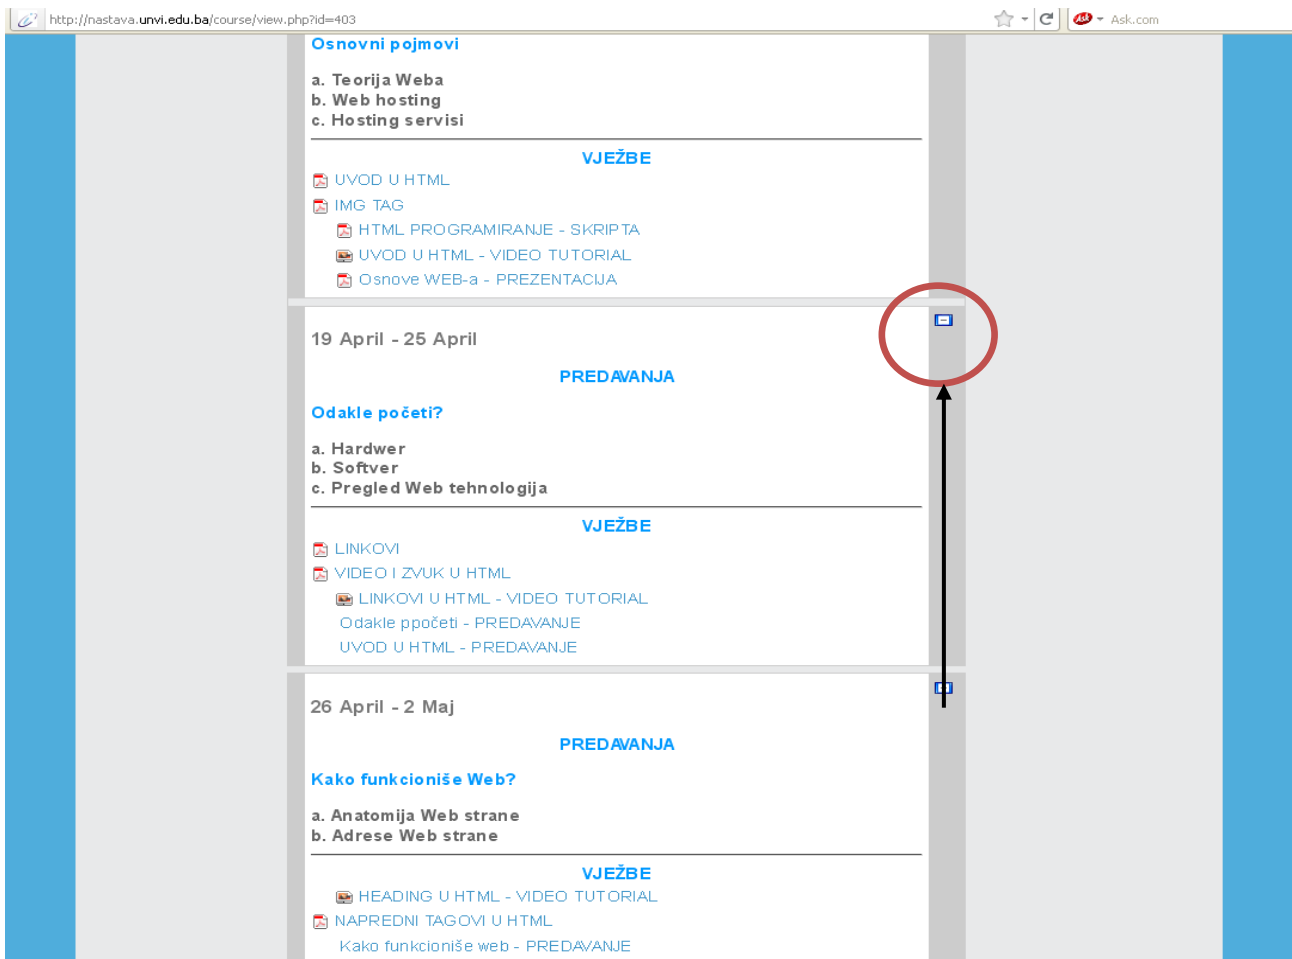 http://nastava.unvi.edu.ba/course/view.php?id=403
Ask.com
Osnovni pojmovi
a. Teorija Weba
b. Web hosting
c. Hosting servisi
VJEŽBE
UVOD U HTML
IMG TAG
HTML PROGRAMIRANJE - SKRIPTA
UVOD U HTML - VIDEO TUTORIAL
Osnove WEB-a - PREZENTACIJA
19 April - 25 April
PREDAVANJA
Odakle početi?
a. Hardwer
b. Softver
c. Pregled Web tehnologija
VJEŽBE
LINKOVI
VIDEO I ZVUK U HTML
LINKOVI U HTML - VIDEO TUTORIAL
Odakle ppočeti - PREDAVANJE
UVOD U HTML - PREDAVANJE
26 April - 2 Maj
PREDAVANJA
Kako funkcioniše Web?
a. Anatomija Web strane
b. Adrese Web strane
VJEŽBE
HEADING U HTML - VIDEO TUTORIAL
NAPREDNI TAGOVI U HTML
Kako funkcioniše web - PREDAVANJE